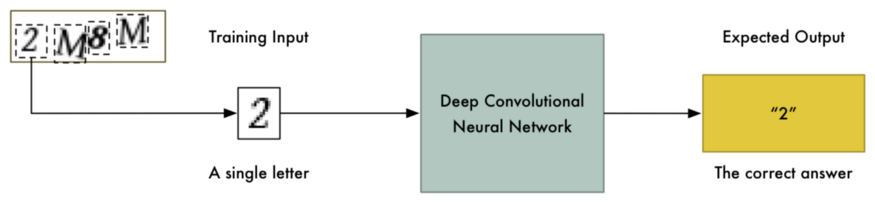 2 M 8 M
Training Input
Expected Output
2
Deep Convolutional
Neural Network
“2”
A single letter
The correct answer